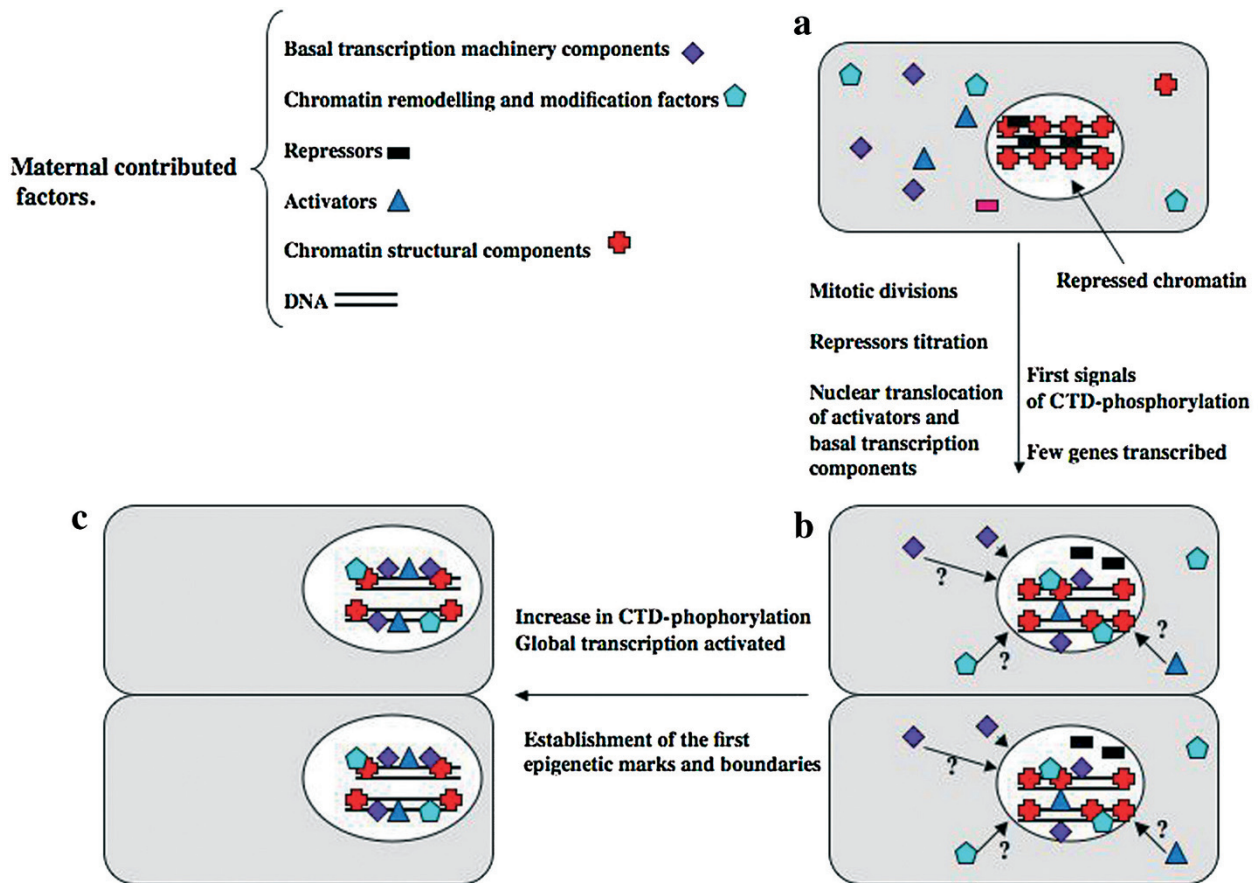 Basal transcription machinery components
Chromatin remodelling and modification factors
Repressors
Maternal contributed
factors.
Activators
Chromatin structural components
DNA
a
Repressed chromatin
Mitotic divisions
Repressors titration
Nuclear translocation
of activators and
basal transcription
components
First signals
of CTD-phosphorylation
Few genes transcribed
b
?
?
?
?
?
?
Increase in CTD-phophorylation
Global transcription activated
Establishment of the first
epigenetic marks and boundaries
c